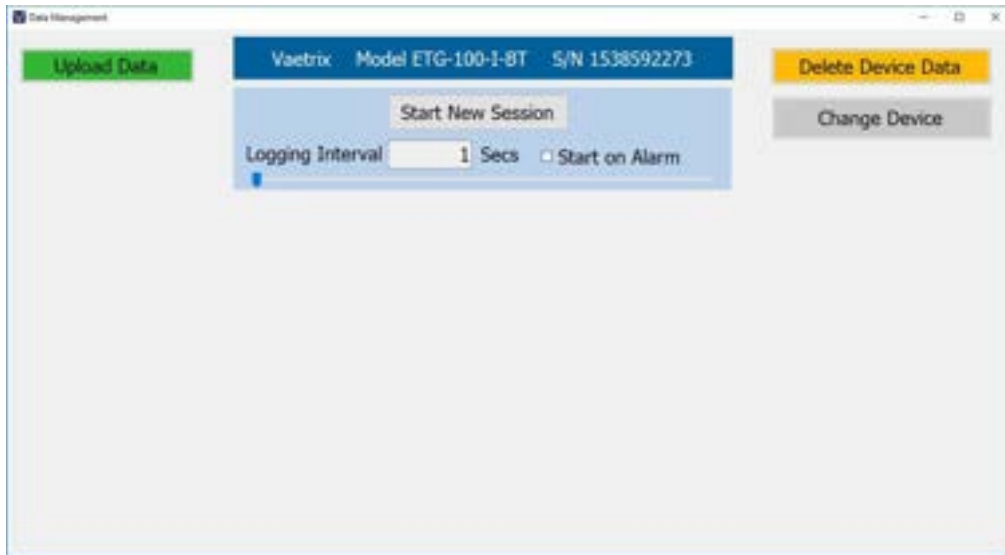 Data Management
Upload Data
Vaetrix Model ETG-100-I-BT S/N 1538592273
Delete Device Data
Start New Session
Change Device
Logging Interval 1 Secs Start on Alarm